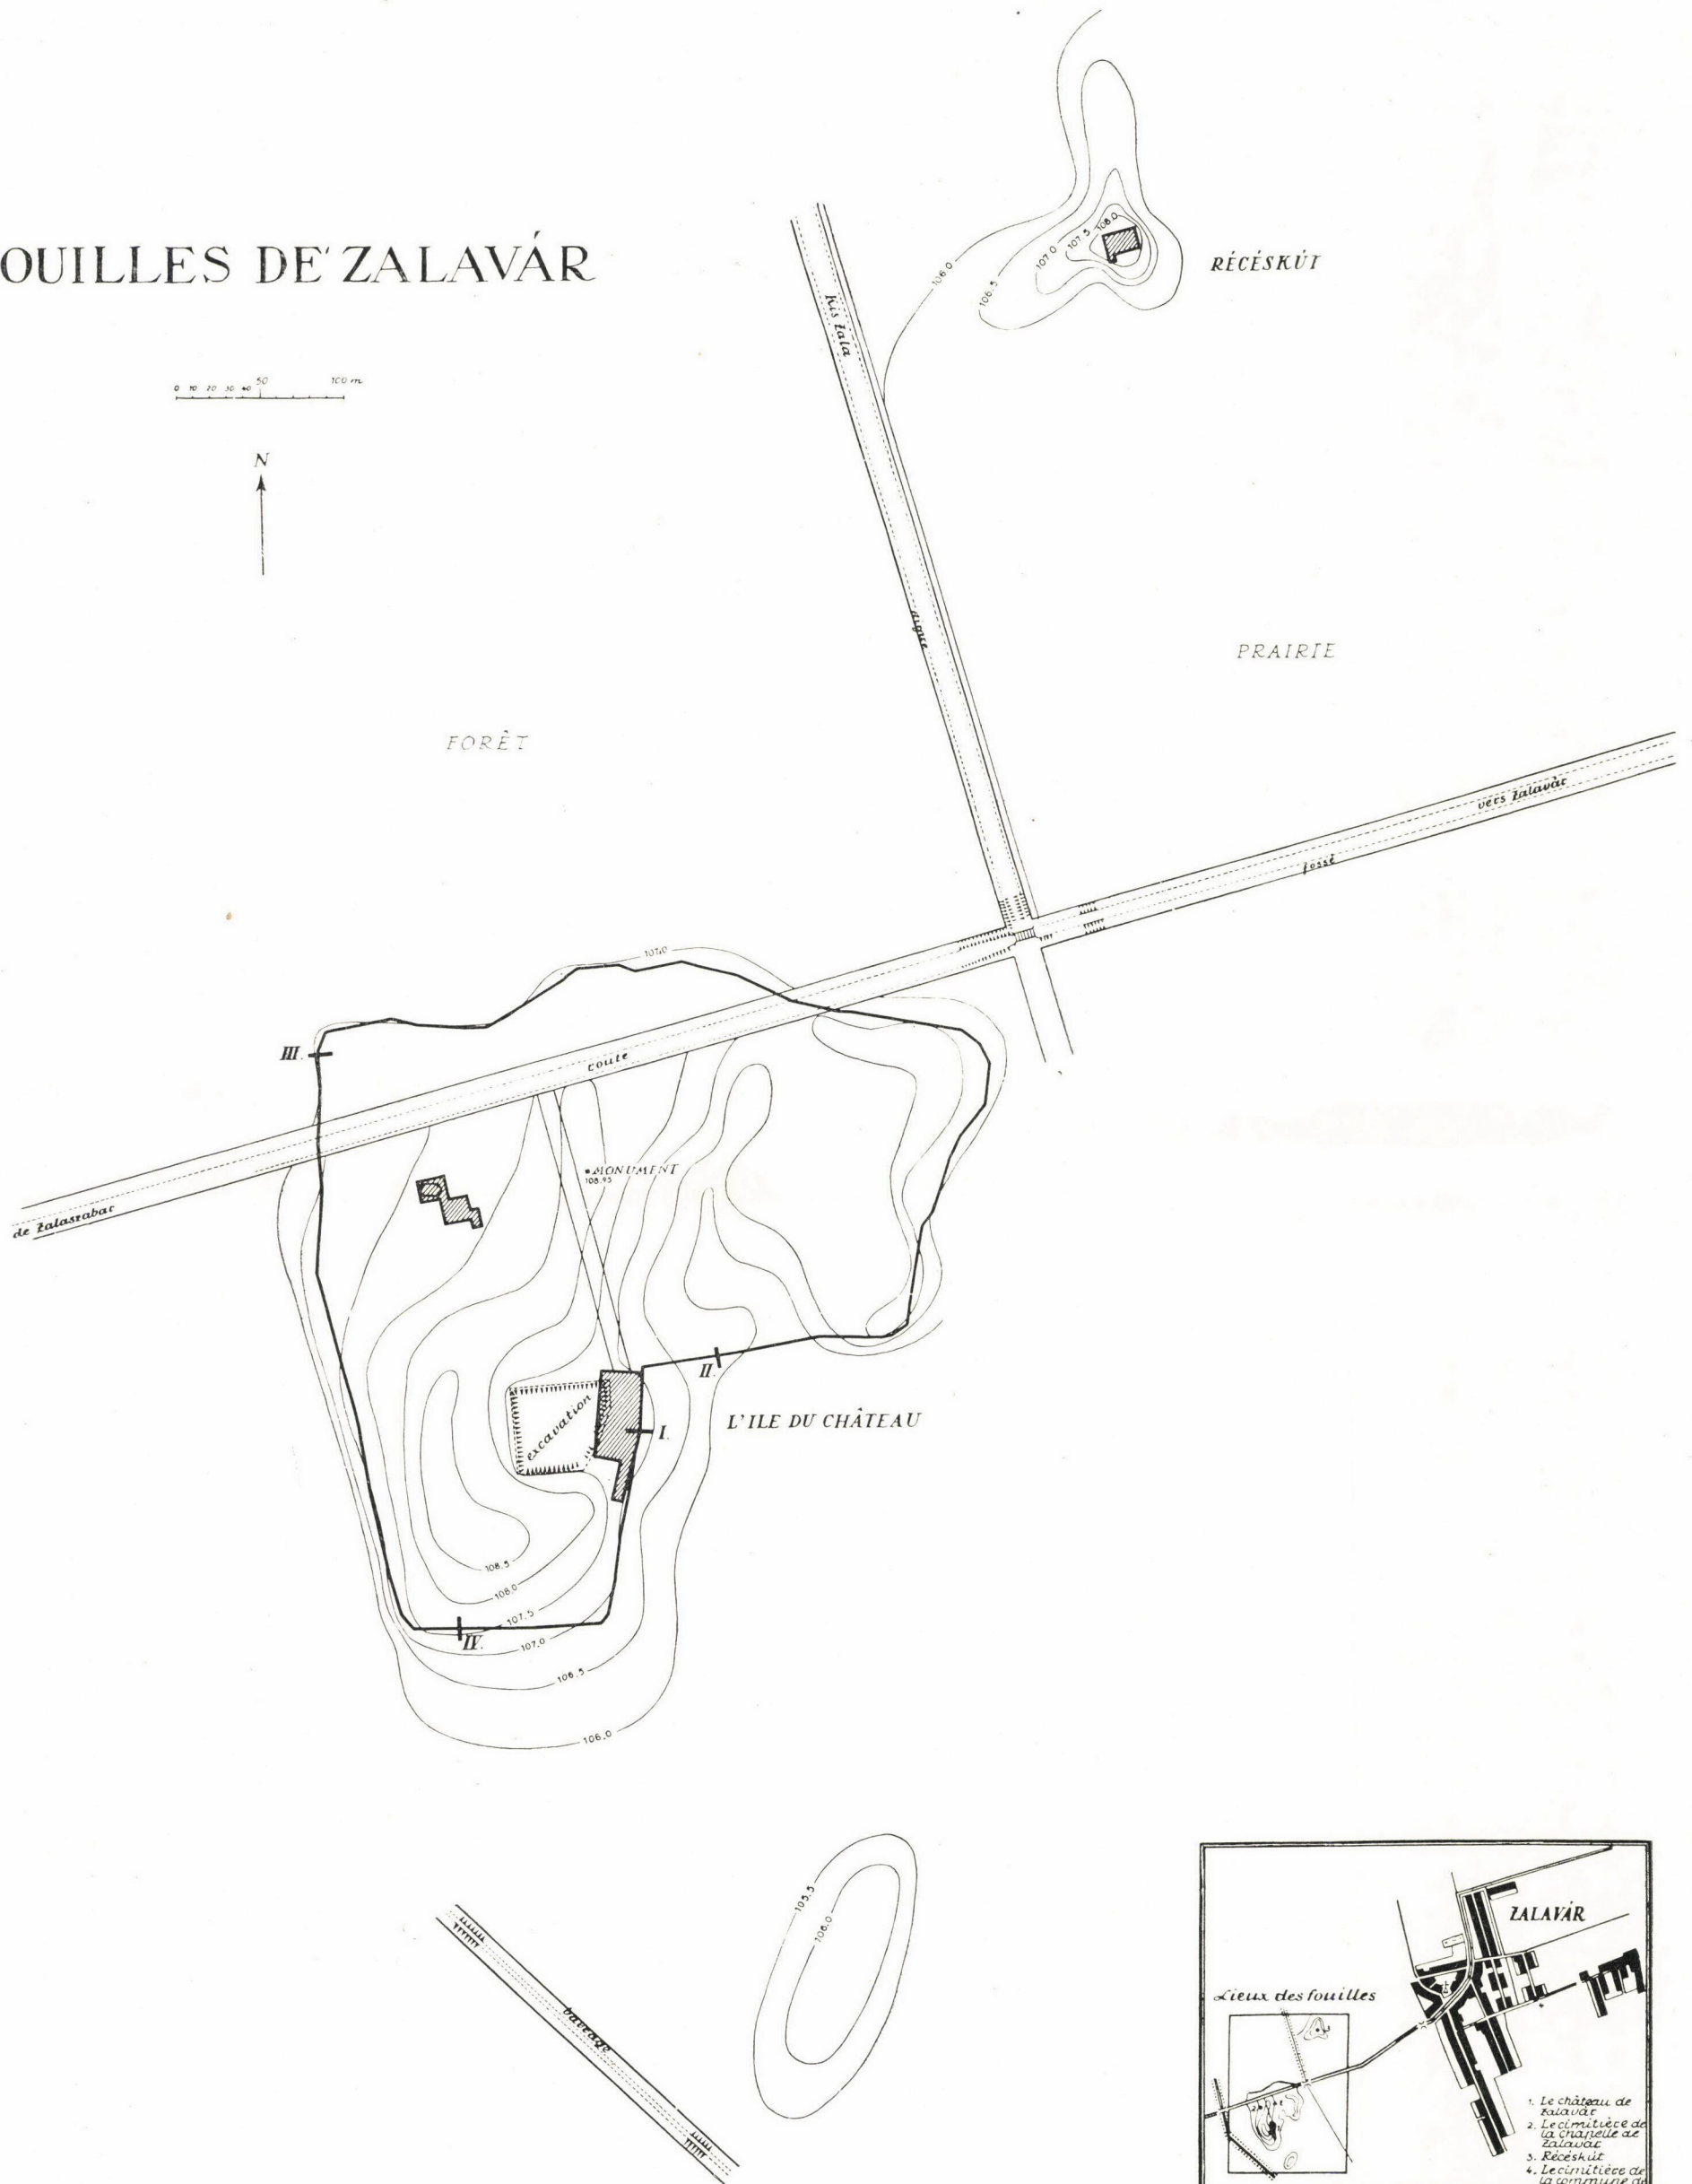 OUILLES DE ZALAVÁR
0 10 20 30 40 50 100 m
N
108.0
107.5
107.0
106.5
106.0
RÉCÉSKÚT
Kis Zala
digue
PRAIRIE
FORÊT
vers Zalavár
fossé
107.0
III.
route
MONUMENT
108.95
de Zalaszabar
II.
excavation
I.
L'ILE DU CHÂTEAU
108.5
108.0
107.5
IV.
107.0
106.5
106.0
105.5
106.0
barrage
ZALAVÁR
Lieux des fouilles
1. Le château de
Zalavár
2. Le cimitière de
la chapelle de
Zalavár
3. Récéskút
4. Le cimitière de
la commune de